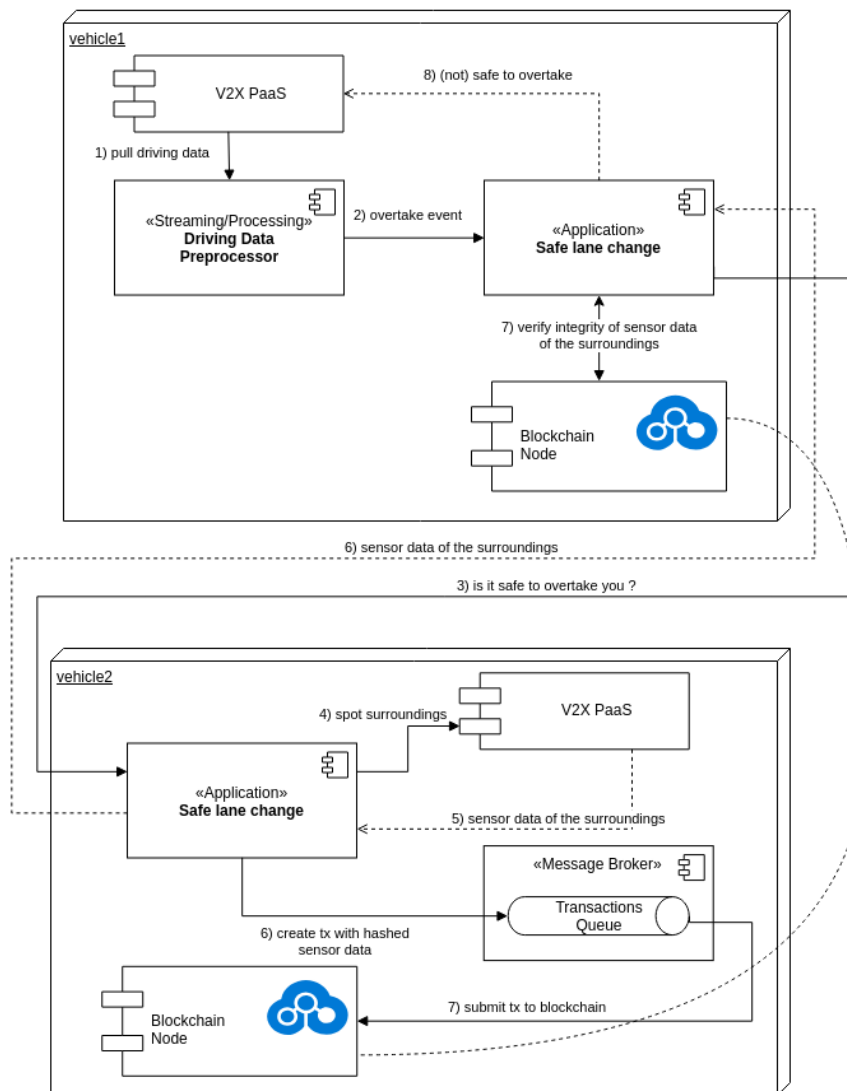 vehicle1
V2X PaaS
8) (not) safe to overtake
1) pull driving data
«Streaming/Processing»
Driving Data
Preprocessor
2) overtake event
«Application»
Safe lane change
7) verify integrity of sensor data
of the surroundings
Blockchain
Node
6) sensor data of the surroundings
3) is it safe to overtake you ?
vehicle2
4) spot surroundings
V2X PaaS
«Application»
Safe lane change
5) sensor data of the surroundings
«Message Broker»
Transactions
Queue
6) create tx with hashed
sensor data
Blockchain
Node
7) submit tx to blockchain